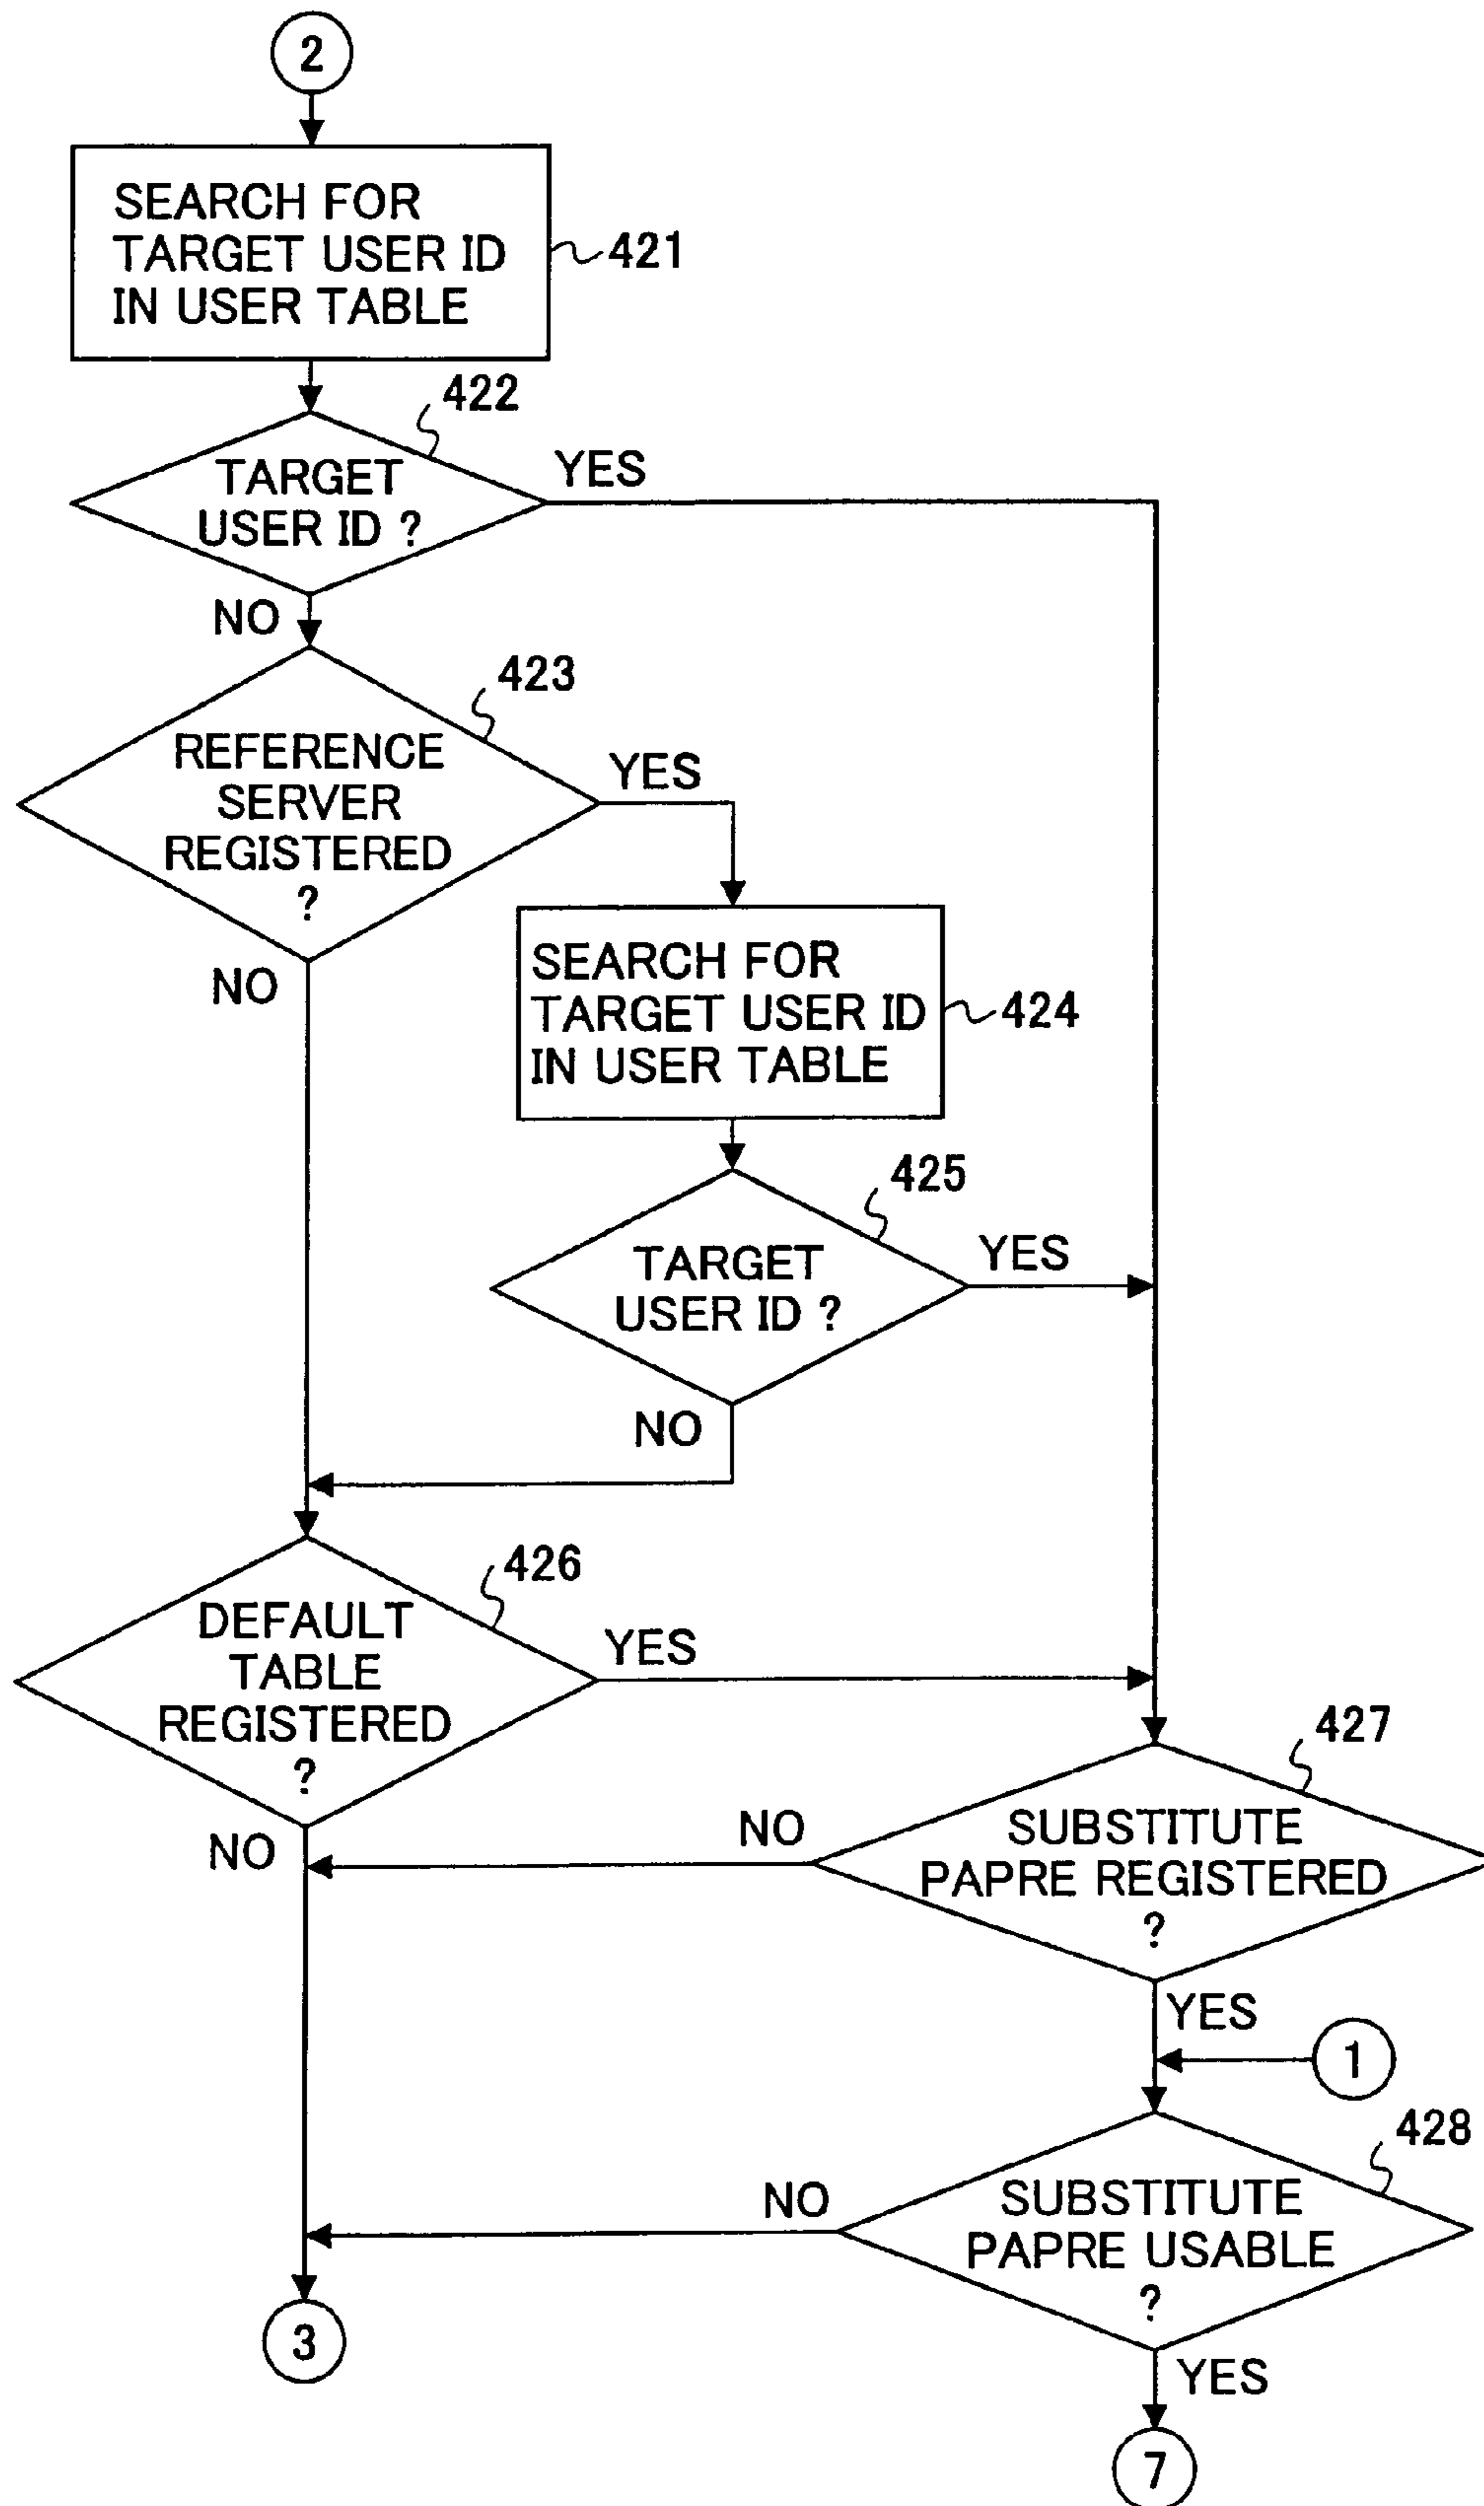 2
SEARCH FOR
TARGET USER ID
IN USER TABLE
421
422
TARGET
USER ID ?
YES
NO
423
REFERENCE
SERVER
REGISTERED
?
YES
NO
SEARCH FOR
TARGET USER ID
IN USER TABLE
424
425
TARGET
USER ID ?
YES
NO
426
DEFAULT
TABLE
REGISTERED
?
YES
NO
427
SUBSTITUTE
PAPRE REGISTERED
?
NO
YES
1
428
SUBSTITUTE
PAPRE USABLE
?
NO
YES
3
7